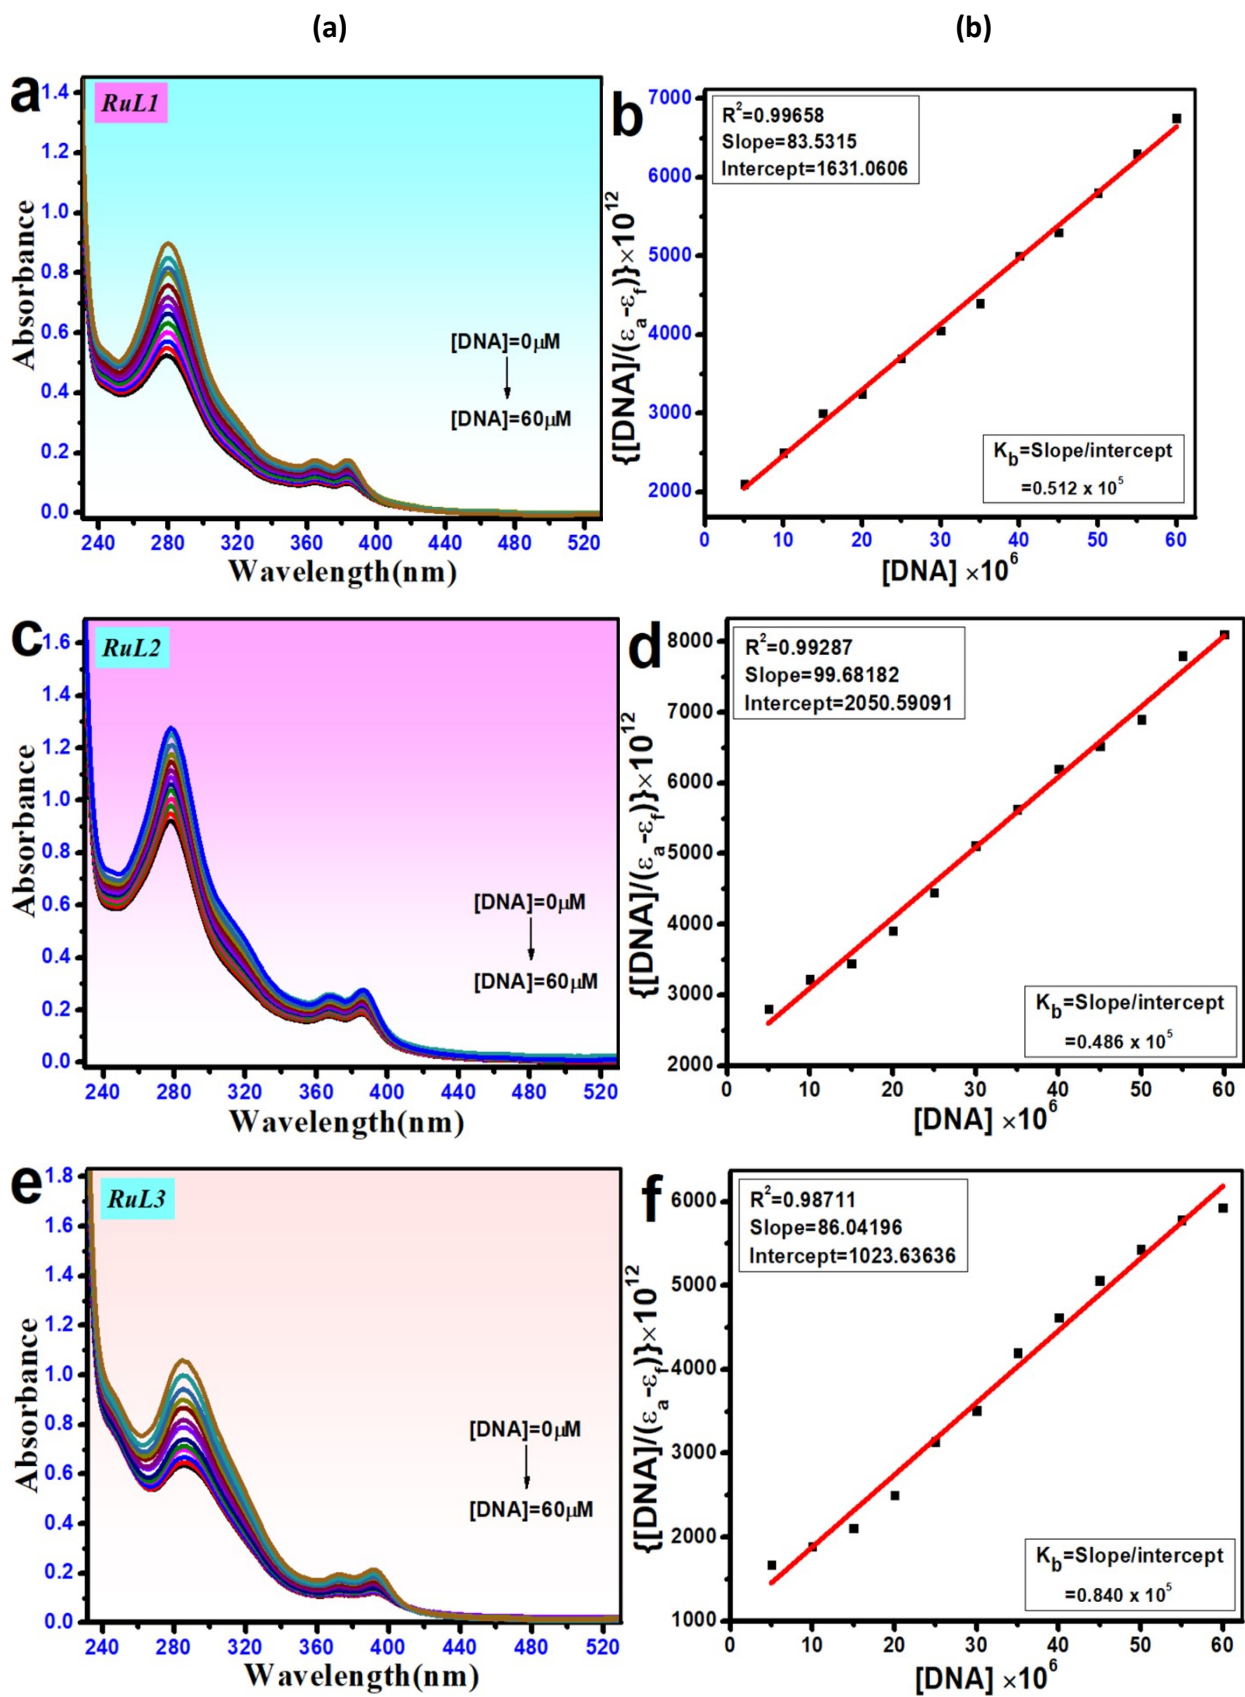 (a)
(b)
a
RuL1
1.4
1.2
1.0
0.8
0.6
0.4
0.2
0.0
Absorbance
[DNA]=0μM
[DNA]=60μM
240 280 320 360 400 440 480 520
Wavelength(nm)
b
R²=0.99658
Slope=83.5315
Intercept=1631.0606
7000
6000
5000
4000
3000
2000
{[DNA]/(εa-εf)}×10¹²
Kb=Slope/intercept
=0.512 x 10⁵
0 10 20 30 40 50 60
[DNA] ×10⁶
c
RuL2
1.6
1.4
1.2
1.0
0.8
0.6
0.4
0.2
0.0
Absorbance
[DNA]=0μM
[DNA]=60μM
240 280 320 360 400 440 480 520
Wavelength(nm)
d
R²=0.99287
Slope=99.68182
Intercept=2050.59091
8000
7000
6000
5000
4000
3000
2000
{[DNA]/(εa-εf)}×10¹²
Kb=Slope/intercept
=0.486 x 10⁵
0 10 20 30 40 50 60
[DNA] ×10⁶
e
RuL3
1.8
1.6
1.4
1.2
1.0
0.8
0.6
0.4
0.2
0.0
Absorbance
[DNA]=0μM
[DNA]=60μM
240 280 320 360 400 440 480 520
Wavelength(nm)
f
R²=0.98711
Slope=86.04196
Intercept=1023.63636
6000
5000
4000
3000
2000
1000
{[DNA]/(εa-εf)}×10¹²
Kb=Slope/intercept
=0.840 x 10⁵
0 10 20 30 40 50 60
[DNA] ×10⁶